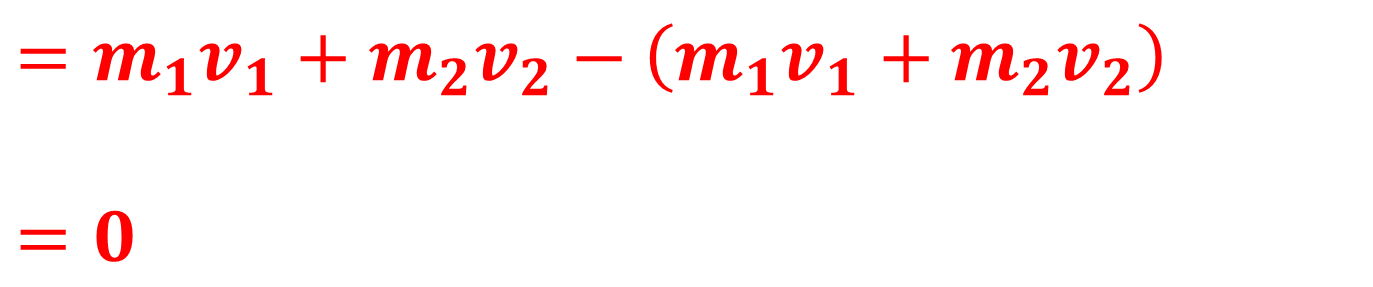 = m₁v₁ + m₂v₂ − (m₁v₁ + m₂v₂)
= 0